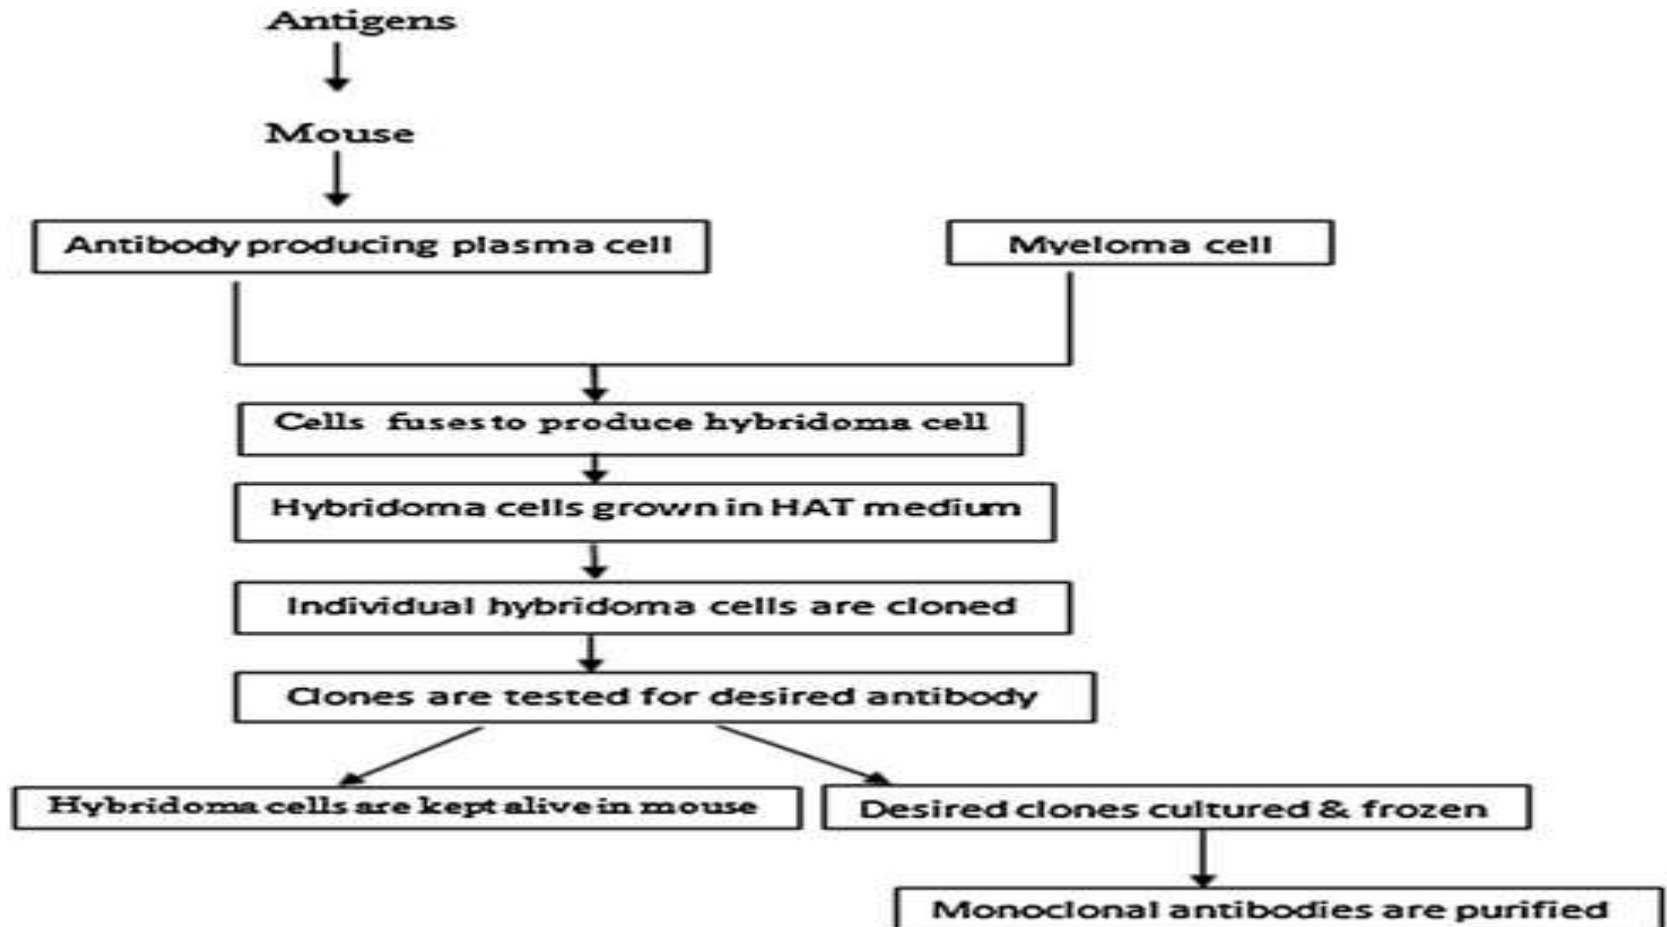 Antigens
Mouse
Antibody producing plasma cell
Myeloma cell
Cells fuses to produce hybridoma cell
Hybridoma cells grown in HAT medium
Individual hybridoma cells are cloned
Clones are tested for desired antibody
Hybridoma cells are kept alive in mouse
Desired clones cultured & frozen
Monoclonal antibodies are purified